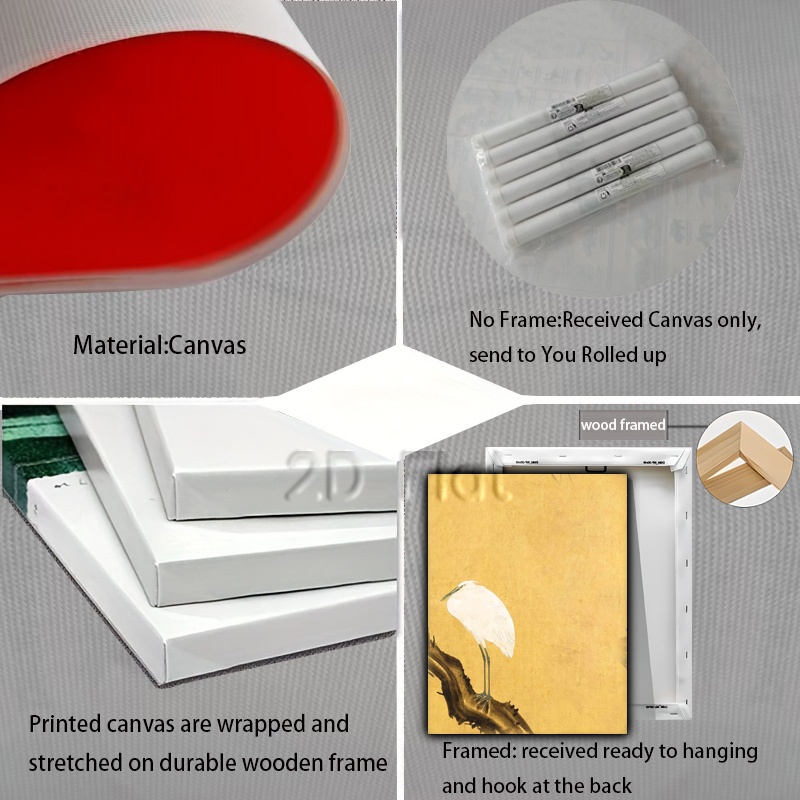 Material:Canvas
No Frame:Received Canvas only,
send to You Rolled up
wood framed
2D Flat
Printed canvas are wrapped and
stretched on durable wooden frame
Framed: received ready to hanging
and hook at the back